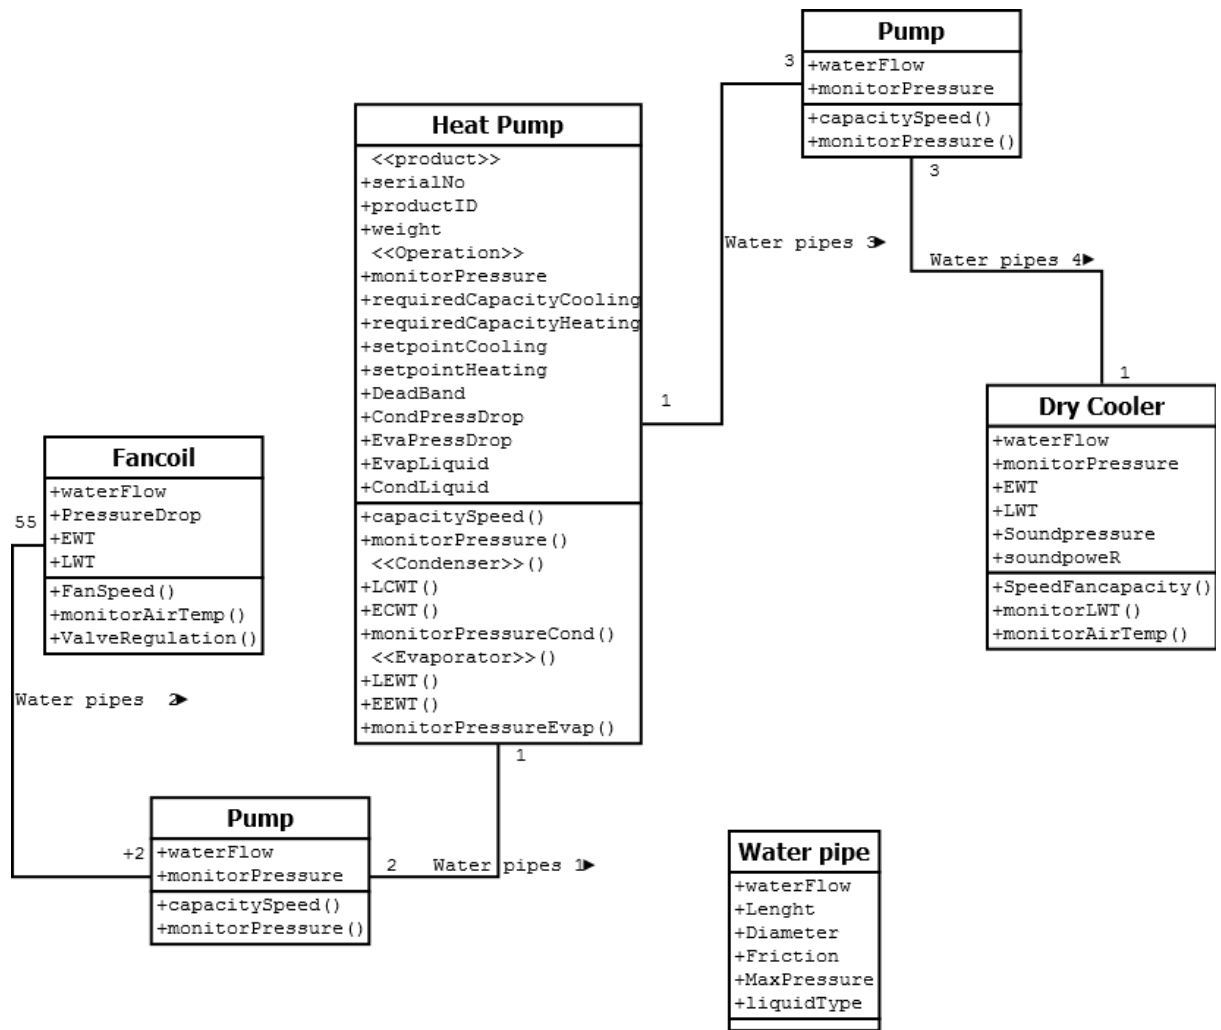 Pump
+waterFlow
+monitorPressure
+capacitySpeed()
+monitorPressure()
3
3
Heat Pump
<<product>>
+serialNo
+productID
+weight
<<Operation>>
+monitorPressure
+requiredCapacityCooling
+requiredCapacityHeating
+setpointCooling
+setpointHeating
+DeadBand
+CondPressDrop
+EvaPressDrop
+EvapLiquid
+CondLiquid
+capacitySpeed()
+monitorPressure()
<<Condenser>>()
+LCWT()
+ECWT()
+monitorPressureCond()
<<Evaporator>>()
+LEWT()
+EEWT()
+monitorPressureEvap()
1
1
Water pipes 3
Water pipes 4
1
Dry Cooler
+waterFlow
+monitorPressure
+EWT
+LWT
+Soundpressure
+soundpoweR
+SpeedFancapacity()
+monitorLWT()
+monitorAirTemp()
Fancoil
+waterFlow
+PressureDrop
+EWT
+LWT
+FanSpeed()
+monitorAirTemp()
+ValveRegulation()
55
Water pipes 2
Pump
+waterFlow
+monitorPressure
+capacitySpeed()
+monitorPressure()
+2
2
Water pipes 1
Water pipe
+waterFlow
+Lenght
+Diameter
+Friction
+MaxPressure
+liquidType